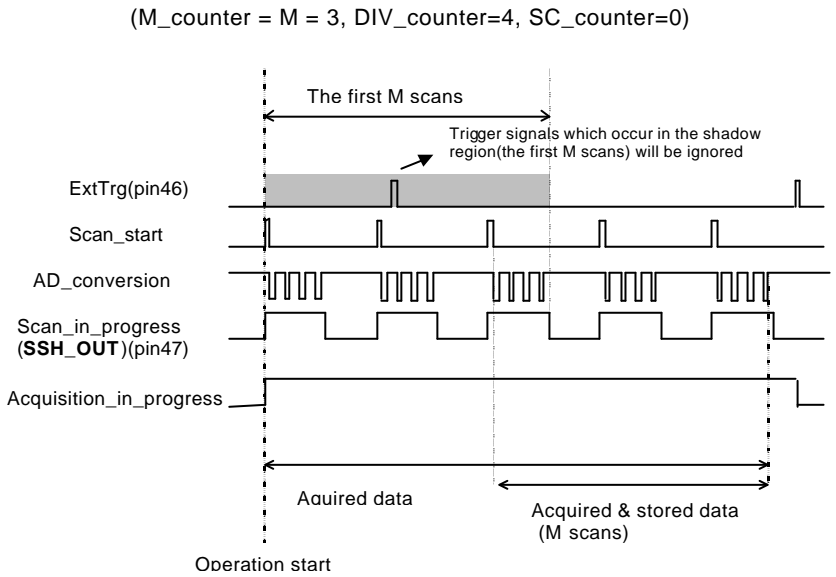 (M_counter = M = 3, DIV_counter=4, SC_counter=0)
The first M scans
Trigger signals which occur in the shadow
region(the first M scans) will be ignored
ExtTrg(pin46)
Scan_start
AD_conversion
Scan_in_progress
(SSH_OUT)(pin47)
Acquisition_in_progress
Aquired data
Acquired & stored data
(M scans)
Operation start